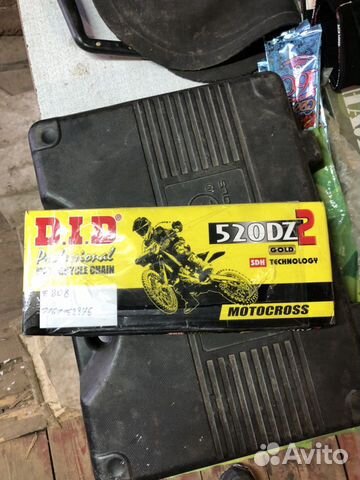 D.I.D
Professional
MOTORCYCLE CHAIN
520DZ2
GOLD
SDH TECHNOLOGY
MOTOCROSS
Avito